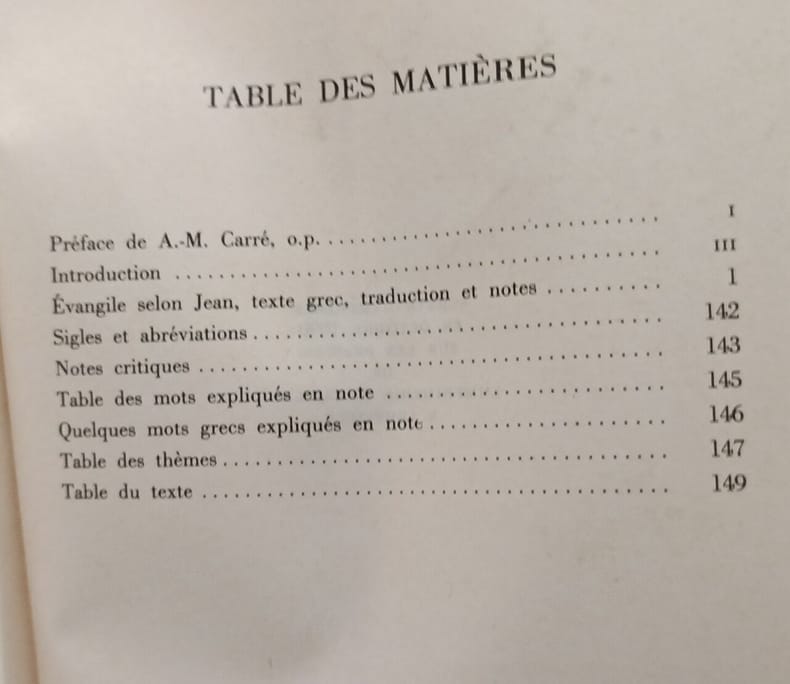 TABLE DES MATIÈRES
Préface de A.-M. Carré, o.p. ............................... I
Introduction ............................................. III
Évangile selon Jean, texte grec, traduction et notes .......... 1
Sigles et abréviations ...................................... 142
Notes critiques ........................................... 143
Table des mots expliqués en note .......................... 145
Quelques mots grecs expliqués en note ...................... 146
Table des thèmes .......................................... 147
Table du texte ............................................ 149